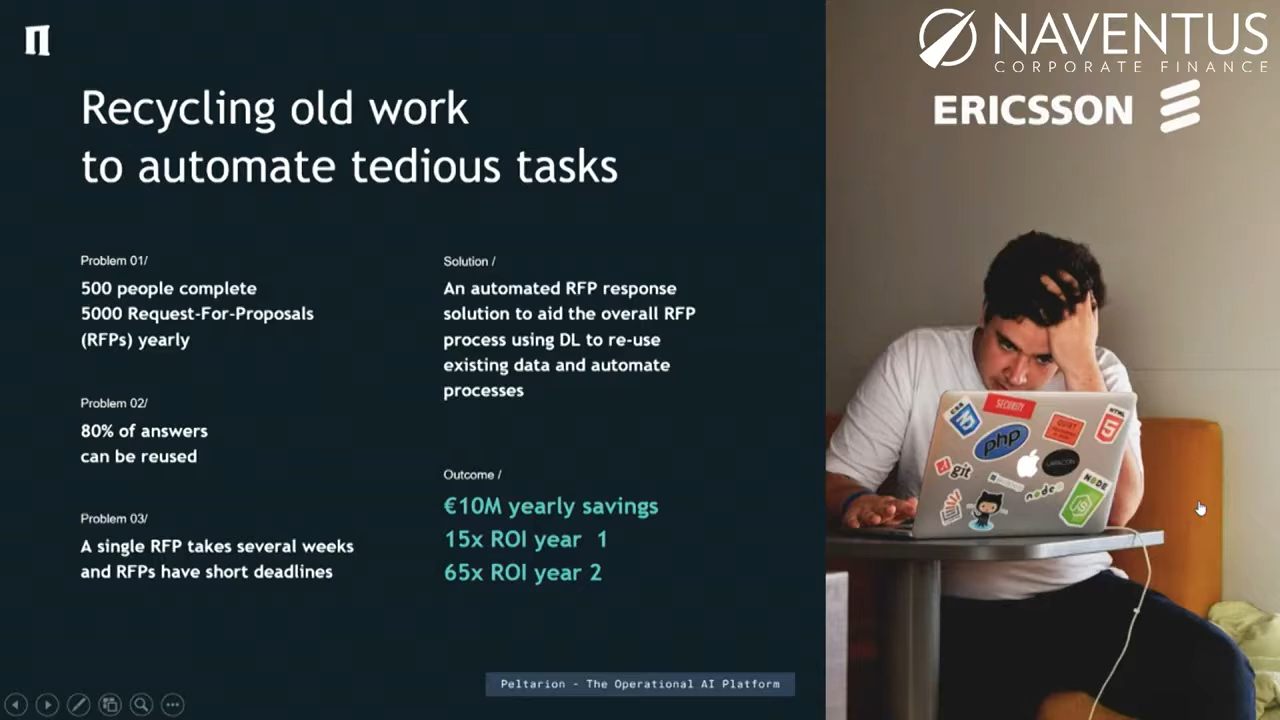 Recycling old work
to automate tedious tasks
Problem 01/
500 people complete
5000 Request-For-Proposals
(RFPs) yearly
Problem 02/
80% of answers
can be reused
Problem 03/
A single RFP takes several weeks
and RFPs have short deadlines
Solution /
An automated RFP response
solution to aid the overall RFP
process using DL to re-use
existing data and automate
processes
Outcome /
€10M yearly savings
15x ROI year 1
65x ROI year 2
Peltarion - The Operational AI Platform
NAVENTUS
CORPORATE FINANCE
ERICSSON
CSS
SECURITY
HTML
5
php
git
node
NODE
JS